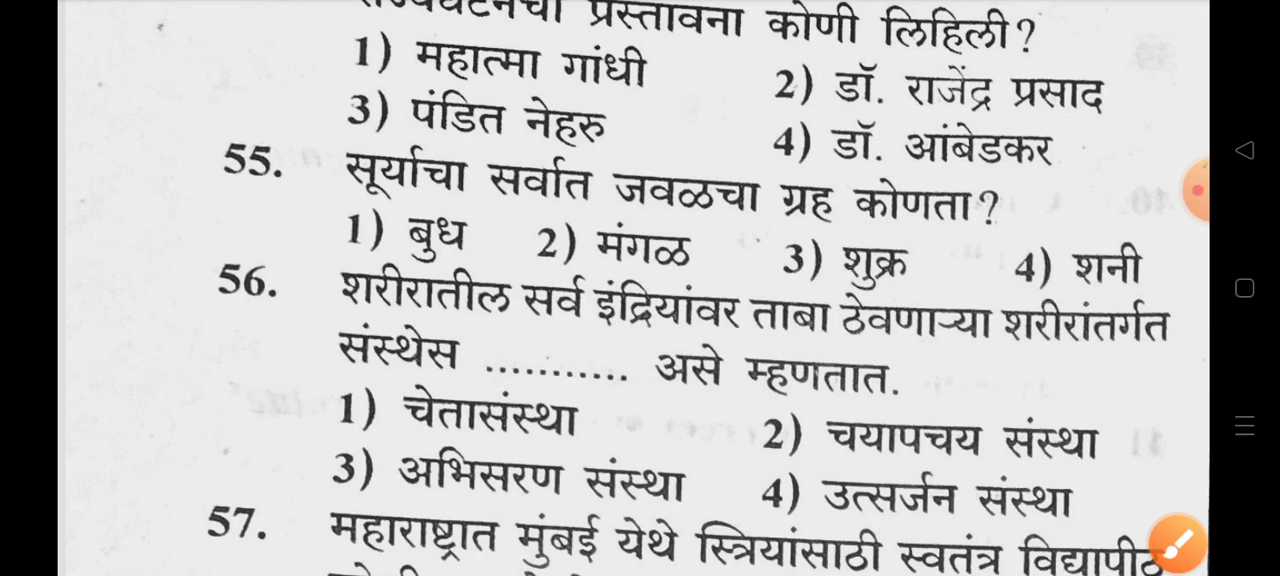 प्रस्तावना कोणी लिहिली?
1) महात्मा गांधी 2) डॉ. राजेंद्र प्रसाद
3) पंडित नेहरु 4) डॉ. आंबेडकर
55. सूर्याचा सर्वात जवळचा ग्रह कोणता?
1) बुध 2) मंगळ 3) शुक्र 4) शनी
56. शरीरातील सर्व इंद्रियांवर ताबा ठेवणाऱ्या शरीरांतर्गत
संस्थेस ........... असे म्हणतात.
1) चेतासंस्था 2) चयापचय संस्था
3) अभिसरण संस्था 4) उत्सर्जन संस्था
57. महाराष्ट्रात मुंबई येथे स्त्रियांसाठी स्वतंत्र